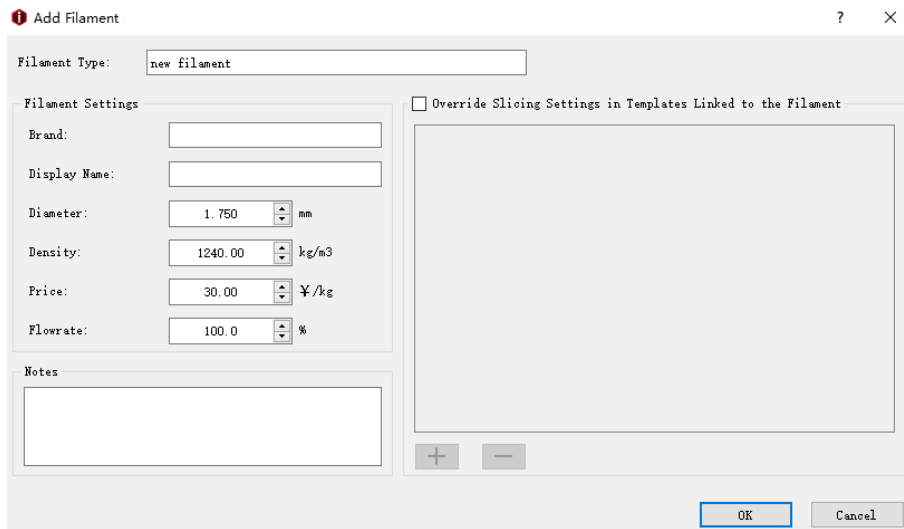 Add Filament
?
Filament Type: new filament
Filament Settings
Brand:
Display Name:
Diameter: 1.750 mm
Density: 1240.00 kg/m3
Price: 30.00 ¥/kg
Flowrate: 100.0 %
Notes
Override Slicing Settings in Templates Linked to the Filament
OK Cancel